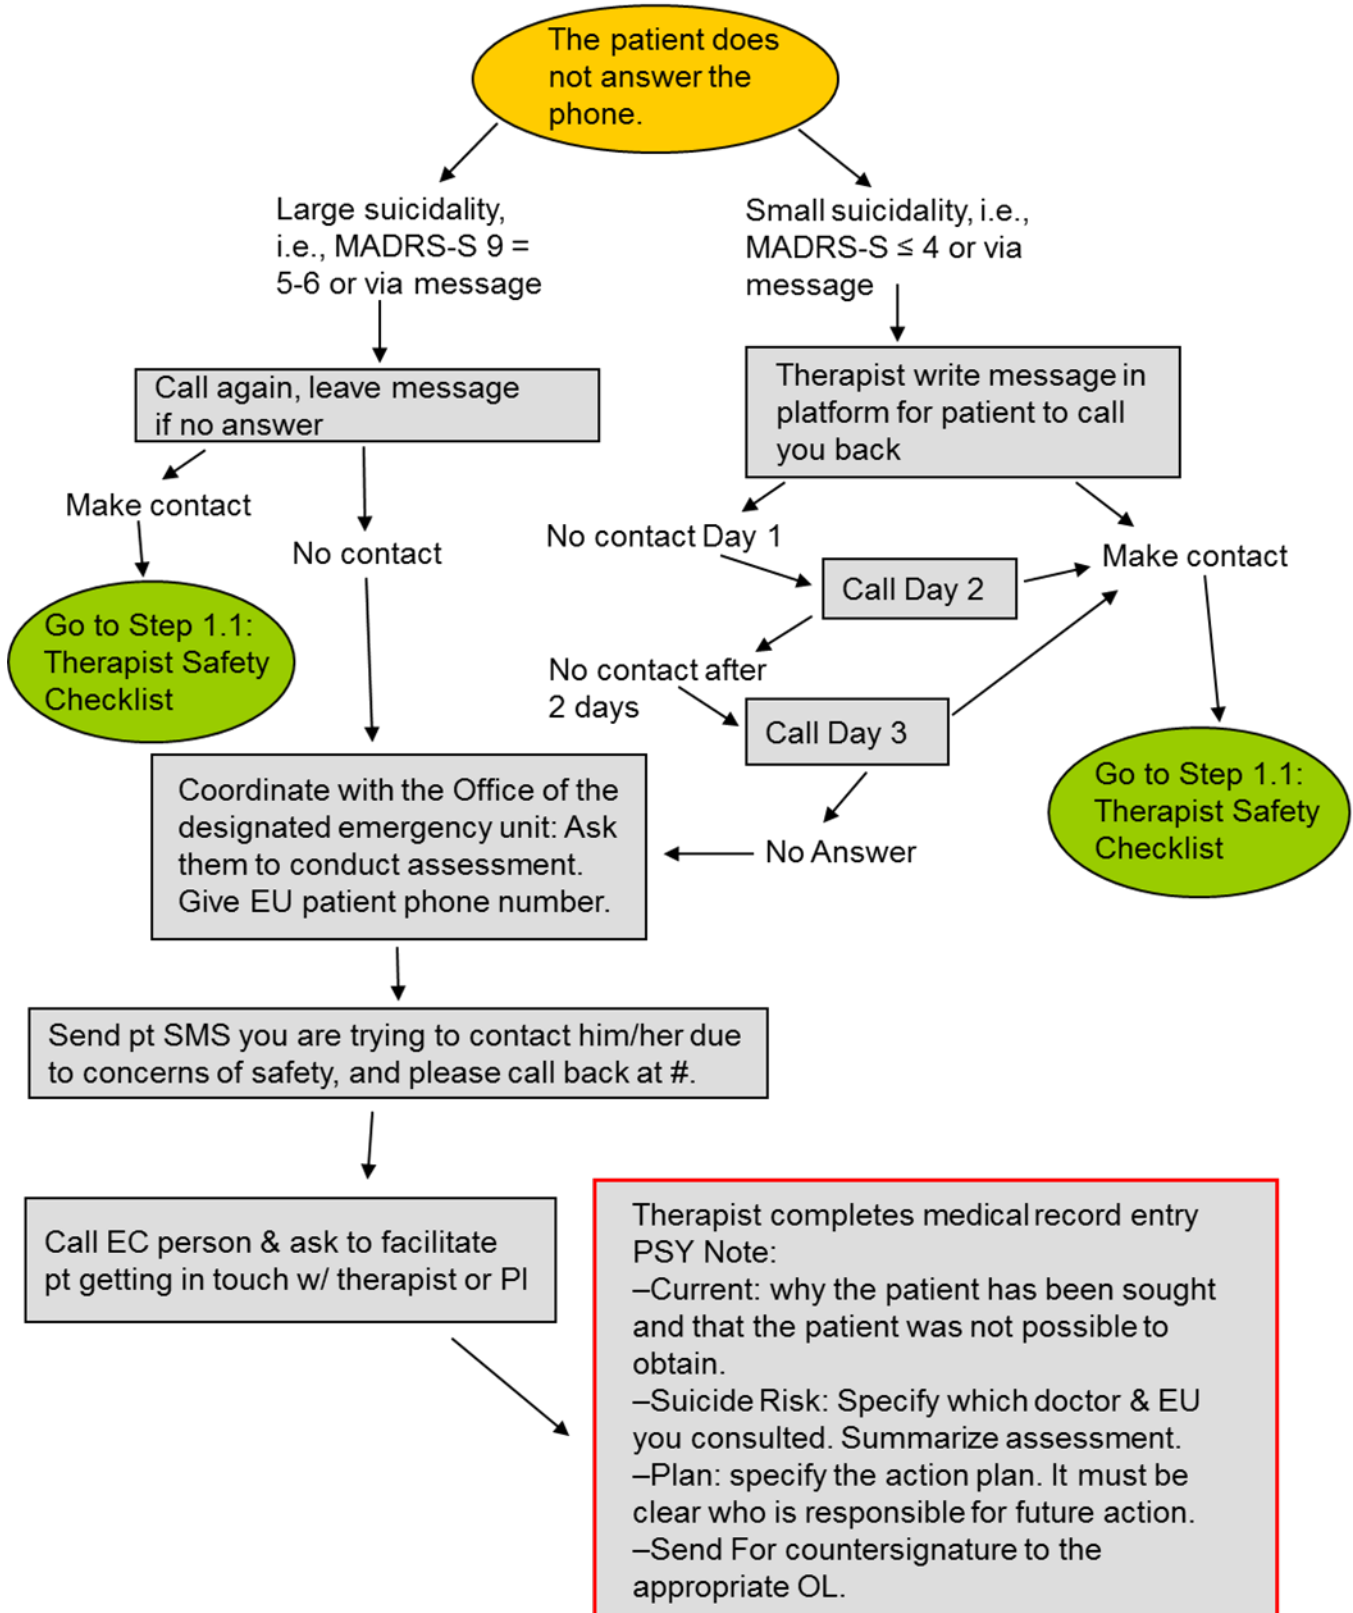 The patient does
not answer the
phone.
Large suicidality,
i.e., MADRS-S 9 =
5-6 or via message
Small suicidality, i.e.,
MADRS-S ≤ 4 or via
message
Call again, leave message
if no answer
Therapist write message in
platform for patient to call
you back
Make contact
No contact
No contact Day 1
Call Day 2
Make contact
Go to Step 1.1:
Therapist Safety
Checklist
No contact after
2 days
Call Day 3
Go to Step 1.1:
Therapist Safety
Checklist
Coordinate with the Office of the
designated emergency unit: Ask
them to conduct assessment.
Give EU patient phone number.
No Answer
Send pt SMS you are trying to contact him/her due
to concerns of safety, and please call back at #.
Call EC person & ask to facilitate
pt getting in touch w/ therapist or PI
Therapist completes medical record entry
PSY Note:
–Current: why the patient has been sought
and that the patient was not possible to
obtain.
–Suicide Risk: Specify which doctor & EU
you consulted. Summarize assessment.
–Plan: specify the action plan. It must be
clear who is responsible for future action.
–Send For countersignature to the
appropriate OL.